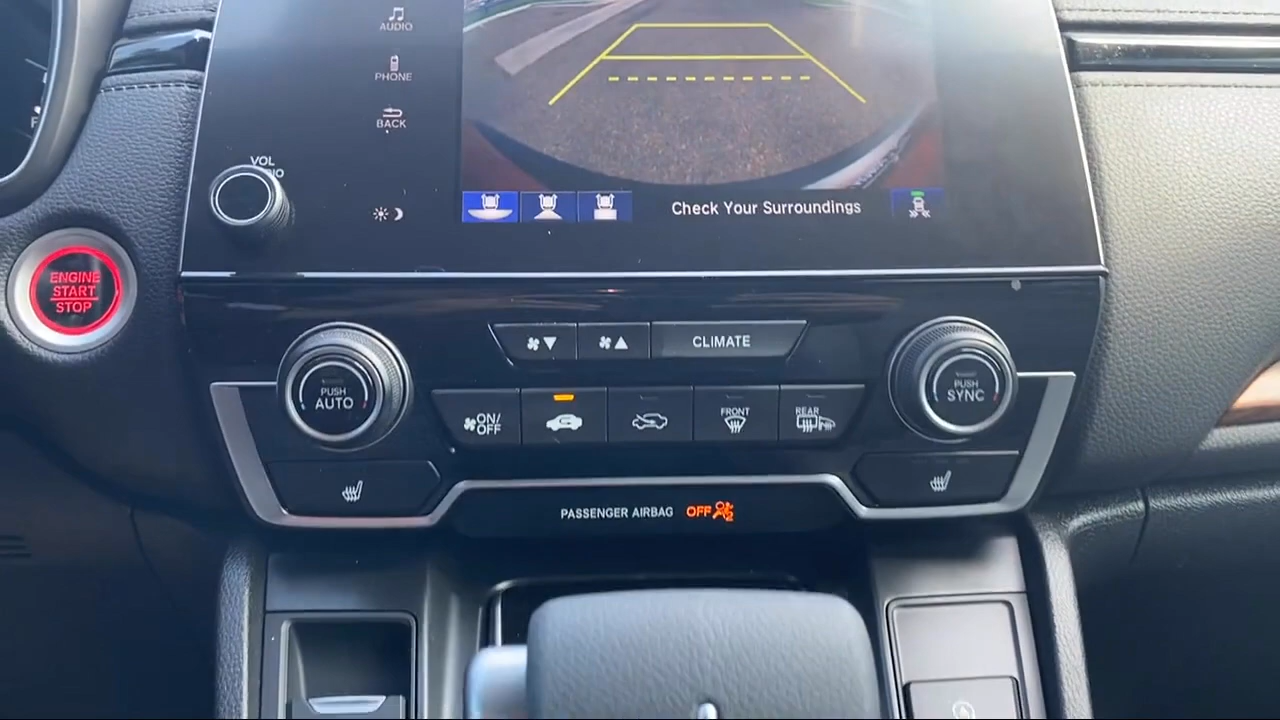 AUDIO
PHONE
BACK
VOL
Check Your Surroundings
ENGINE
START
STOP
CLIMATE
PUSH
AUTO
PUSH
SYNC
ON/
OFF
FRONT
REAR
PASSENGER AIRBAG OFF